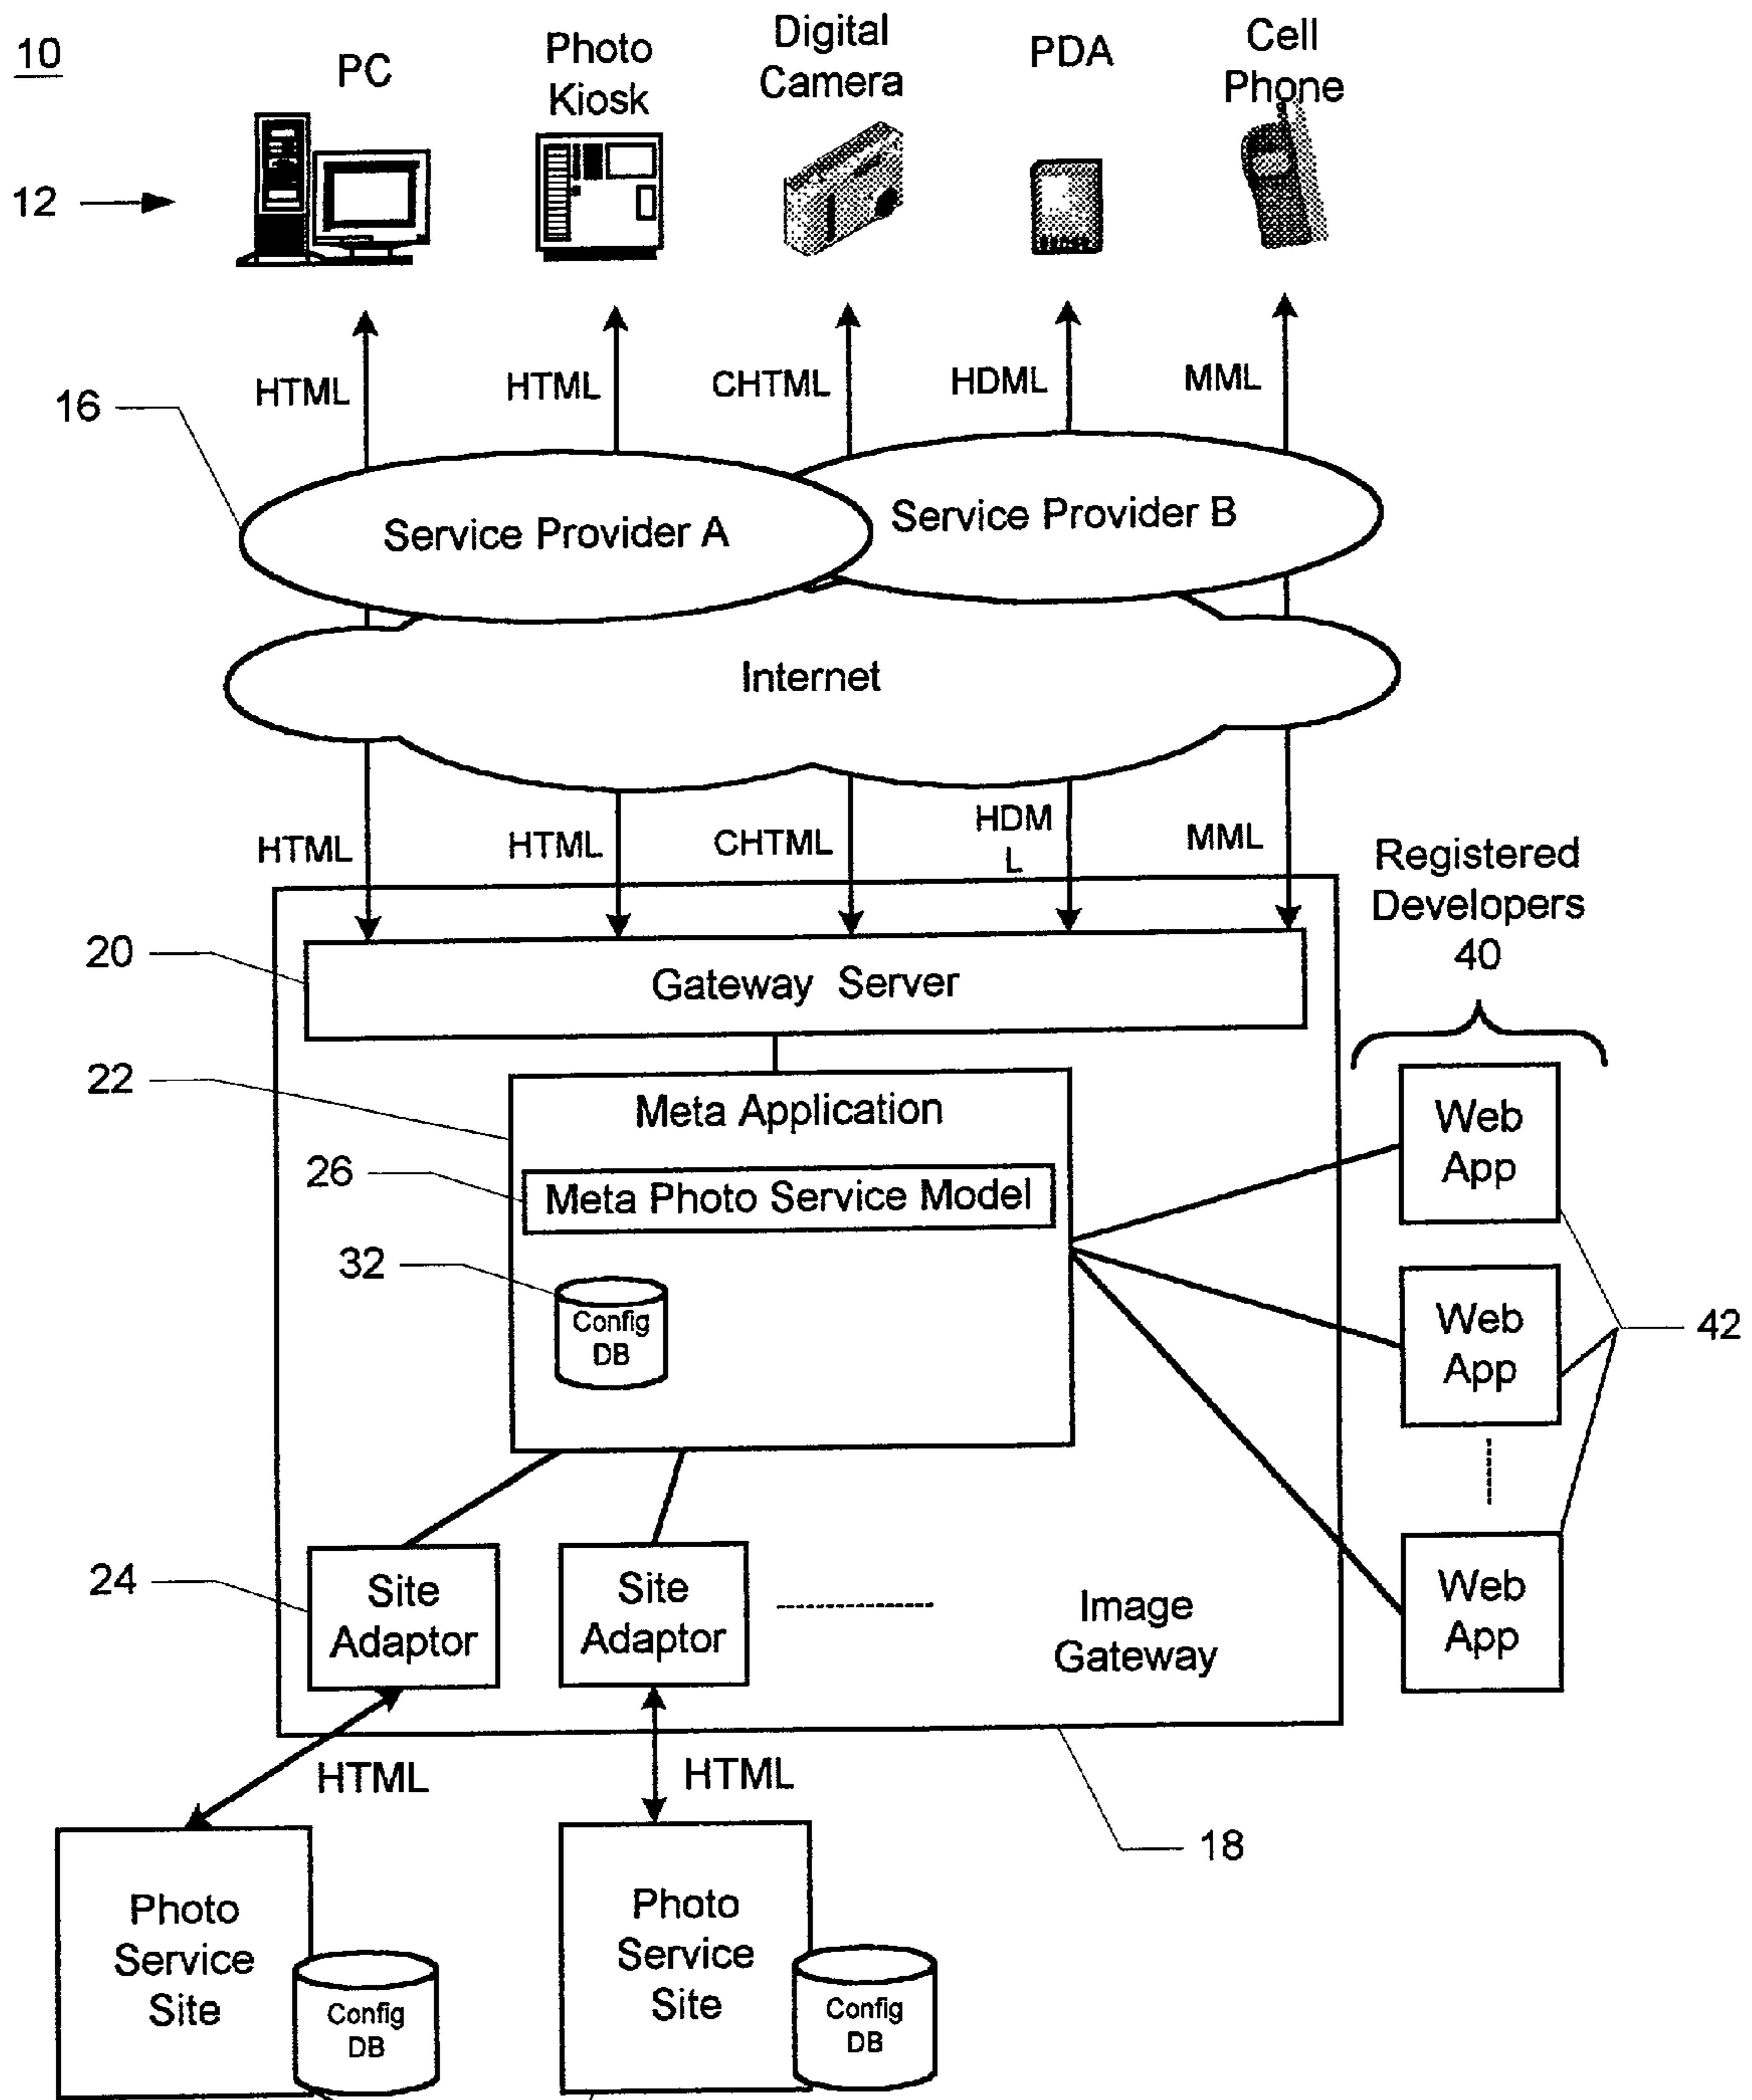 10
PC
Photo
Kiosk
Digital
Camera
PDA
Cell
Phone
12
HTML
HTML
CHTML
HDML
MML
16
Service Provider A
Service Provider B
Internet
HTML
HTML
CHTML
HDM
L
MML
Registered
Developers
40
20
Gateway Server
22
Meta Application
26
Meta Photo Service Model
32
Config
DB
Web
App
Web
App
42
Web
App
24
Site
Adaptor
Site
Adaptor
Image
Gateway
HTML
HTML
18
Photo
Service
Site
Config
DB
Photo
Service
Site
Config
DB